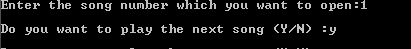 Enter the song number which you want to open:1
Do you want to play the next song (Y/N) :y